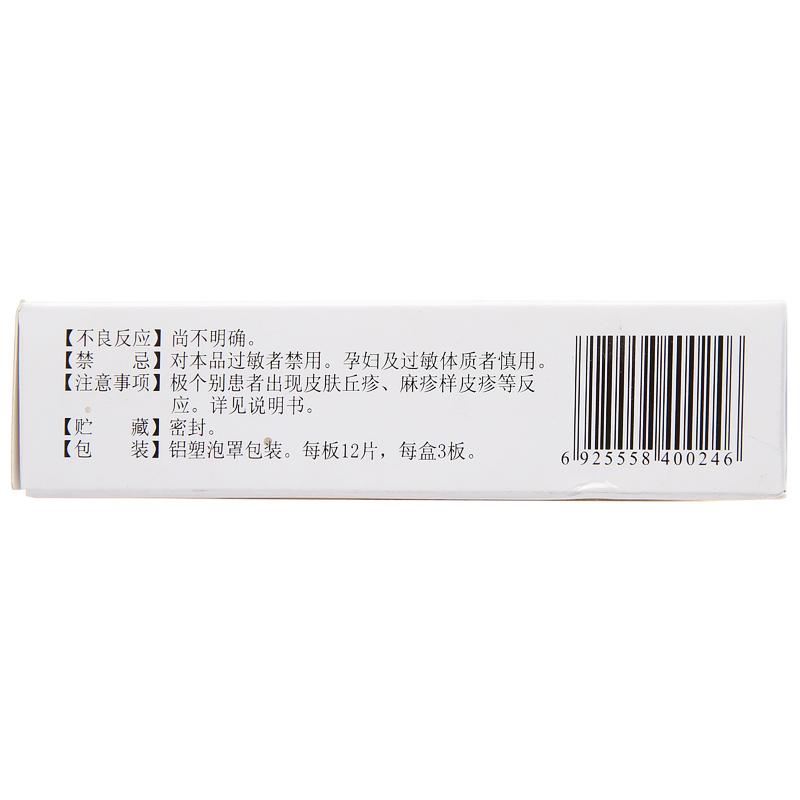 【不良反应】尚不明确。
【禁 忌】对本品过敏者禁用。孕妇及过敏体质者慎用。
【注意事项】极个别患者出现皮肤丘疹、麻疹样皮疹等反
应。详见说明书。
【贮 藏】密封。
【包 装】铝塑泡罩包装。每板12片，每盒3板。
6 925558 400246